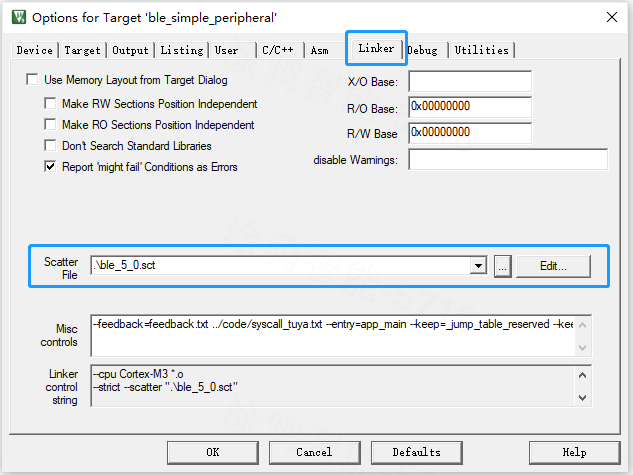 Options for Target 'ble_simple_peripheral'
Device Target Output Listing User C/C++ Asm Linker Debug Utilities
Use Memory Layout from Target Dialog
X/O Base:
Make RW Sections Position Independent
R/O Base: 0x00000000
Make RO Sections Position Independent
R/W Base 0x00000000
Don't Search Standard Libraries
disable Warnings:
Report 'might fail' Conditions as Errors
Scatter
File
.\ble_5_0.sct
... Edit...
Misc
controls
--feedback=feedback.txt ../code/syscall_tuya.txt --entry=app_main --keep=_jump_table_reserved --kee
Linker
control
string
--cpu Cortex-M3 *.o
--strict --scatter ".\ble_5_0.sct"
OK Cancel Defaults Help